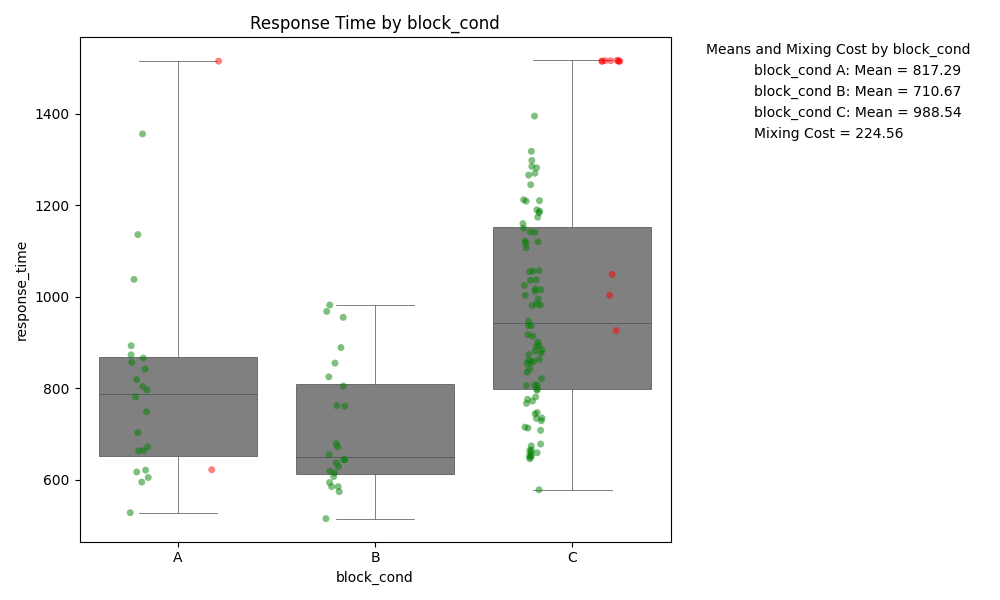 Response Time by block_cond
Means and Mixing Cost by block_cond
block_cond A: Mean = 817.29
block_cond B: Mean = 710.67
block_cond C: Mean = 988.54
Mixing Cost = 224.56
response_time
1400
1200
1000
800
600
A
B
C
block_cond